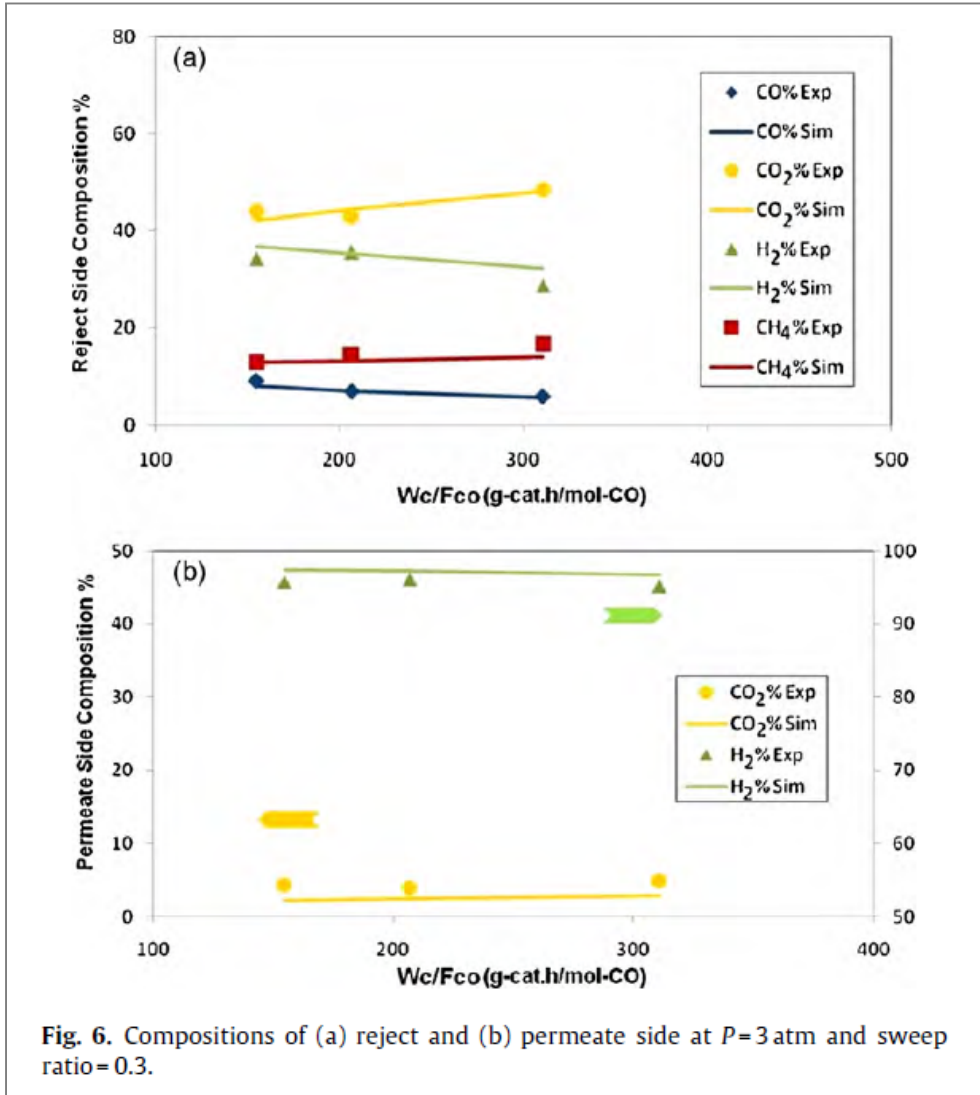 (a)
80
60
40
20
0
Reject Side Composition %
CO% Exp
CO% Sim
CO2% Exp
CO2% Sim
H2% Exp
H2% Sim
CH4% Exp
CH4% Sim
100 200 300 400 500
Wc/Fco (g-cat.h/mol-CO)
(b)
50
40
30
20
10
0
Permeate Side Composition %
100
90
80
70
60
50
CO2% Exp
CO2% Sim
H2% Exp
H2% Sim
100 200 300 400
Wc/Fco (g-cat.h/mol-CO)
Fig. 6. Compositions of (a) reject and (b) permeate side at P = 3 atm and sweep
ratio = 0.3.